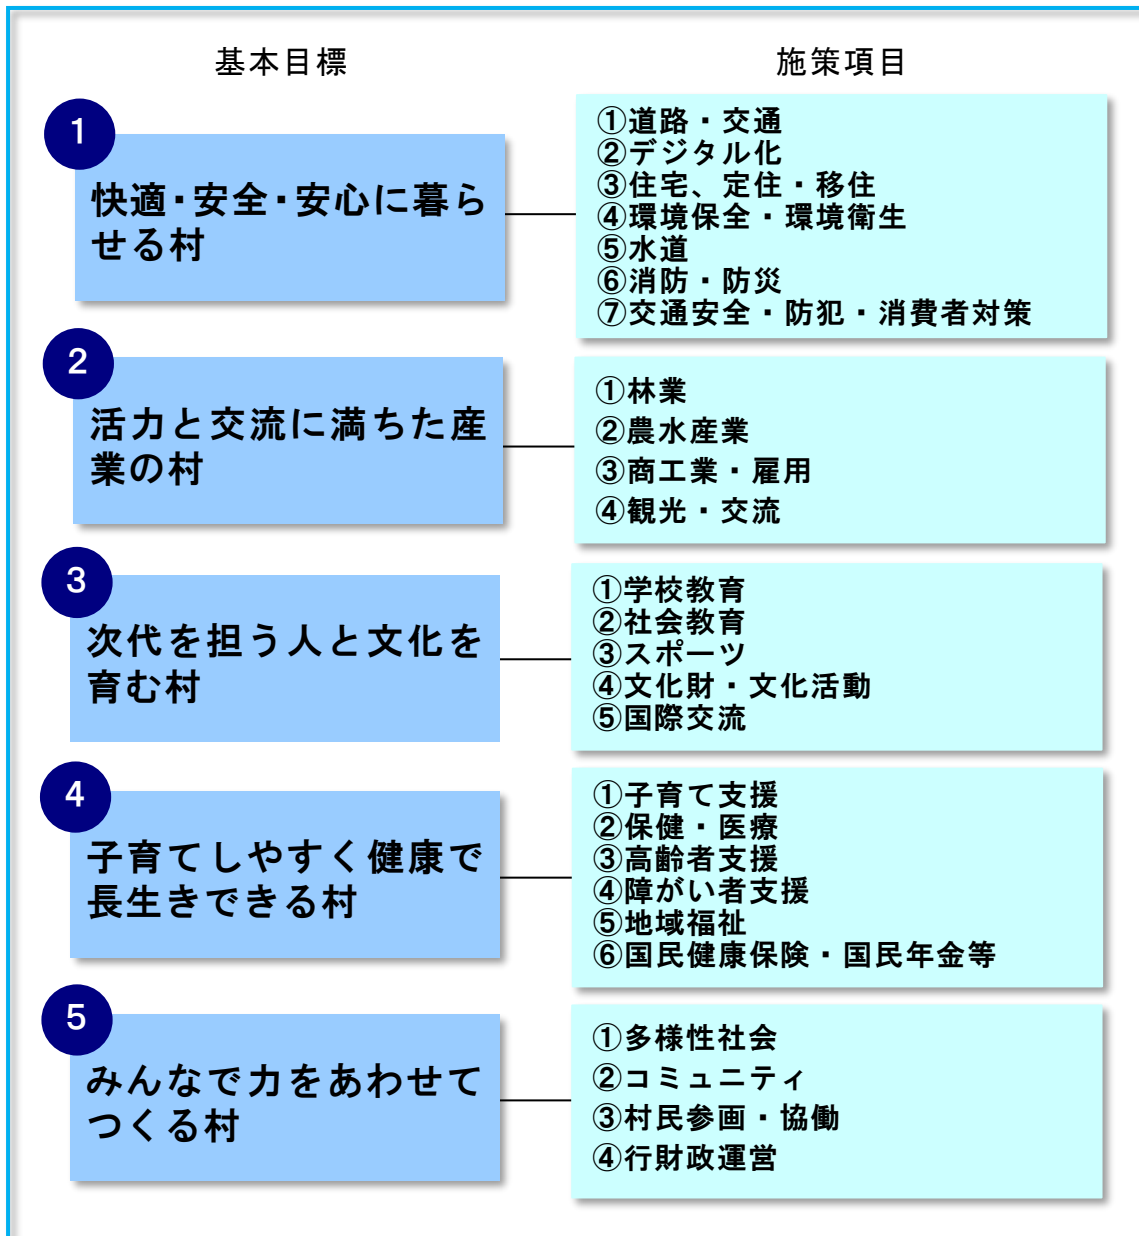 基本目標
施策項目
1
快適・安全・安心に暮ら
せる村
①道路・交通
②デジタル化
③住宅、定住・移住
④環境保全・環境衛生
⑤水道
⑥消防・防災
⑦交通安全・防犯・消費者対策
2
活力と交流に満ちた産
業の村
①林業
②農水産業
③商工業・雇用
④観光・交流
3
次代を担う人と文化を
育む村
①学校教育
②社会教育
③スポーツ
④文化財・文化活動
⑤国際交流
4
子育てしやすく健康で
長生きできる村
①子育て支援
②保健・医療
③高齢者支援
④障がい者支援
⑤地域福祉
⑥国民健康保険・国民年金等
5
みんなで力をあわせて
つくる村
①多様性社会
②コミュニティ
③村民参画・協働
④行財政運営